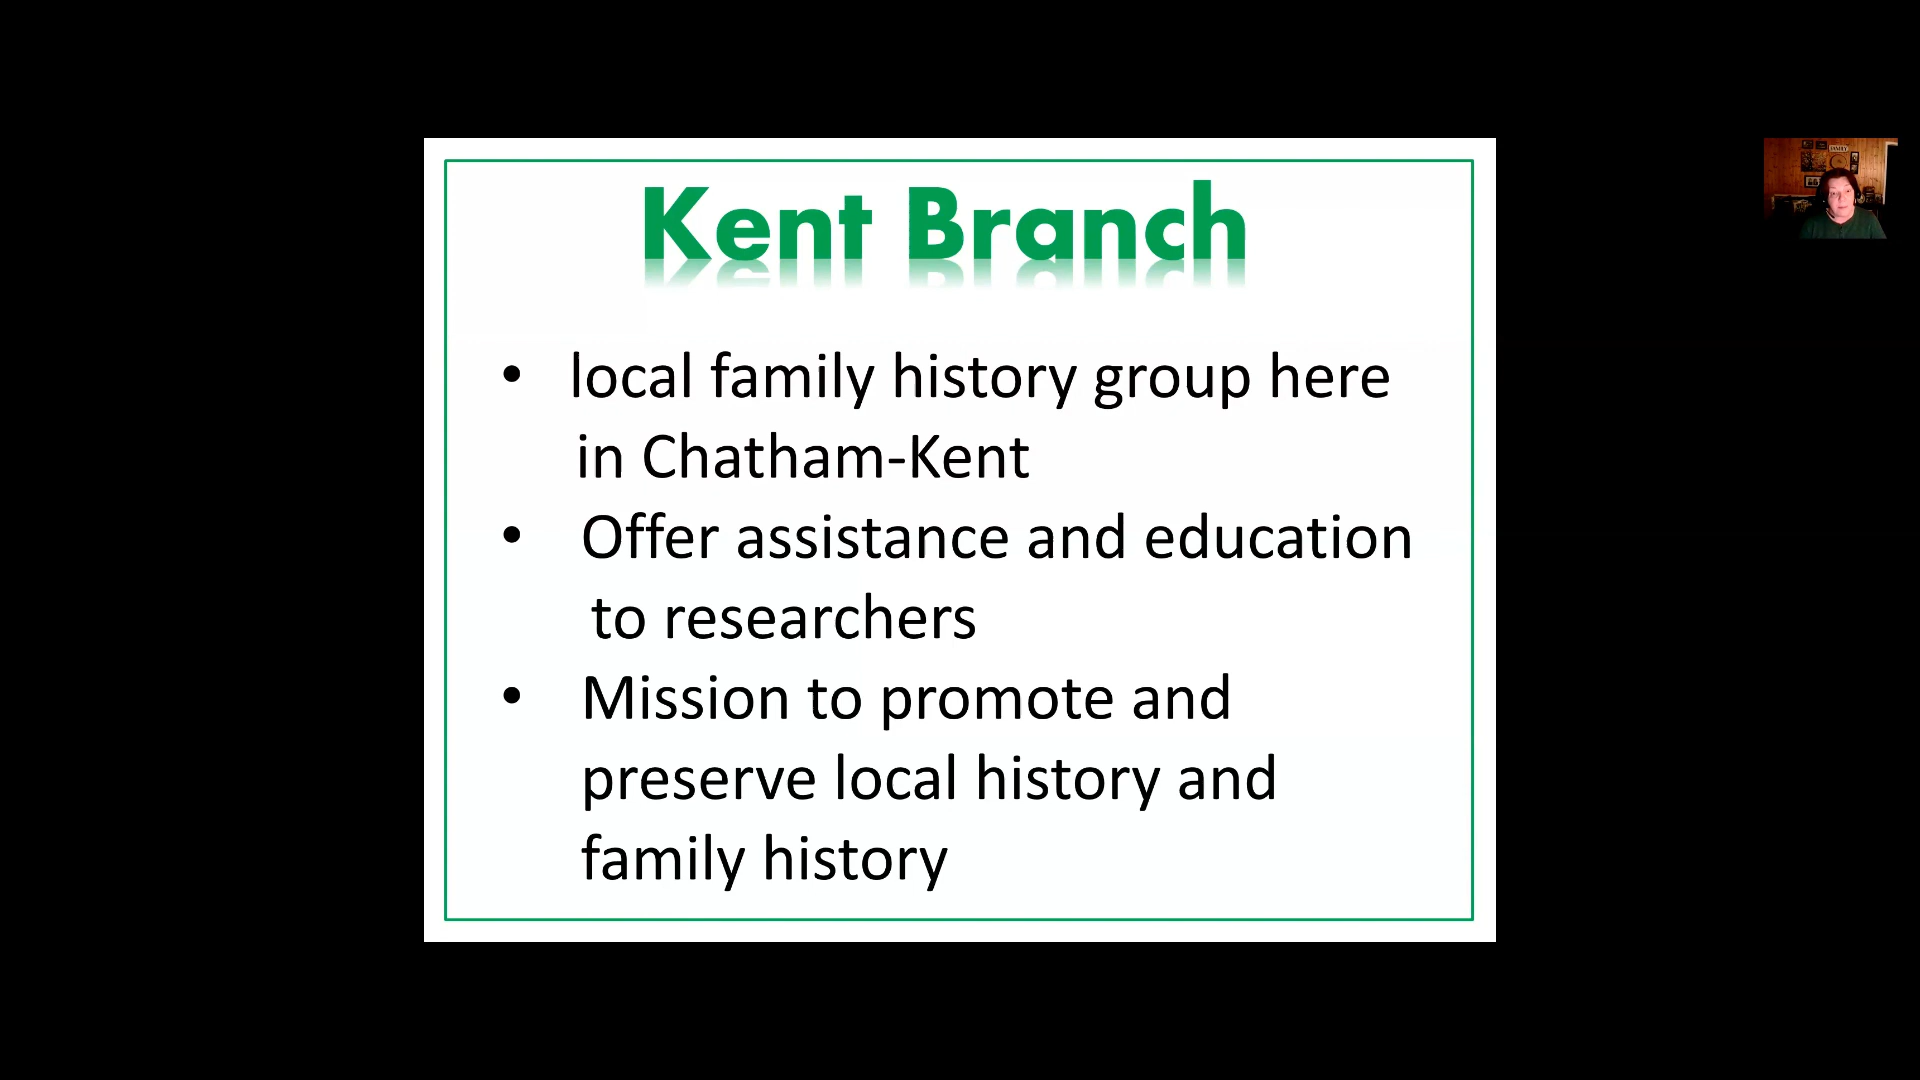 Kent Branch
• local family history group here
in Chatham-Kent
• Offer assistance and education
to researchers
• Mission to promote and
preserve local history and
family history
FAMILY